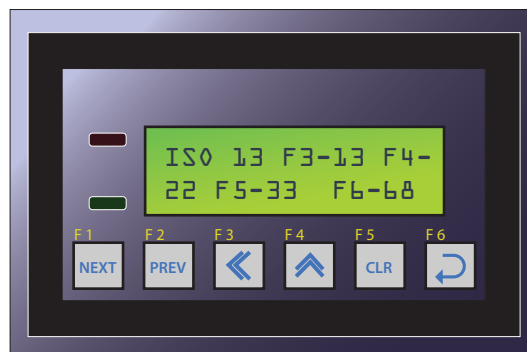 ISO 13 F3-13 F4-
22 F5-33 F6-68
F1 F2 F3 F4 F5 F6
NEXT PREV CLR